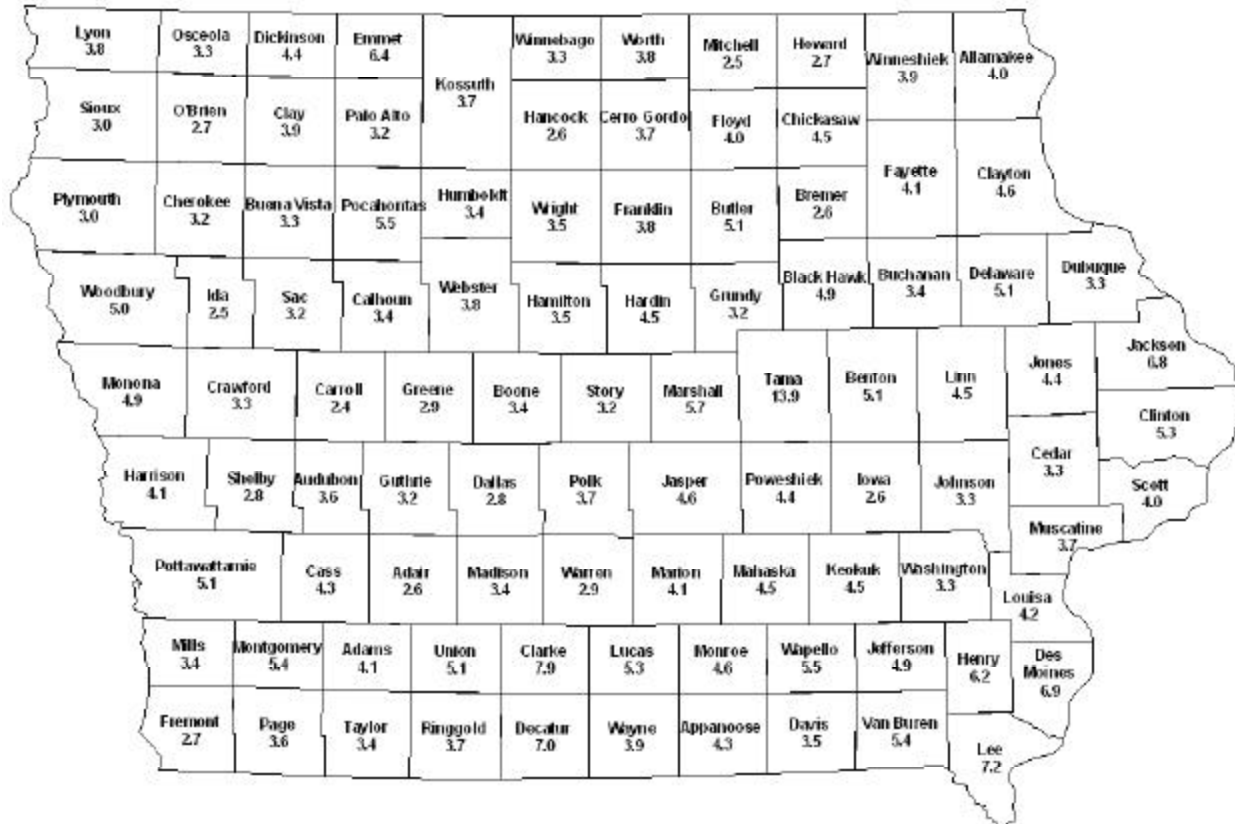 Lyon
3.8
Osceola
3.3
Dickinson
4.4
Emmet
6.4
Kossuth
3.7
Winnebago
3.3
Worth
3.8
Mitchell
2.5
Howard
2.7
Winneshiek
3.9
Allamakee
4.0
Sioux
3.0
O'Brien
2.7
Clay
3.9
Palo Alto
3.2
Hancock
2.6
Cerro Gordo
3.7
Floyd
4.0
Chickasaw
4.5
Fayette
4.1
Clayton
4.6
Plymouth
3.0
Cherokee
3.2
Buena Vista
3.3
Pocahontas
5.5
Humboldt
3.4
Wright
3.5
Franklin
3.8
Butler
5.1
Bremer
2.6
Woodbury
5.0
Ida
2.5
Sac
3.2
Calhoun
3.4
Webster
3.8
Hamilton
3.5
Hardin
4.5
Grundy
3.2
Black Hawk
4.9
Buchanan
3.4
Delaware
5.1
Dubuque
3.3
Monona
4.9
Crawford
3.3
Carroll
2.4
Greene
2.9
Boone
3.4
Story
3.2
Marshall
5.7
Tama
13.9
Benton
5.1
Linn
4.5
Jones
4.4
Jackson
6.8
Clinton
5.3
Harrison
4.1
Shelby
2.8
Audubon
3.6
Guthrie
3.2
Dallas
2.8
Polk
3.7
Jasper
4.6
Poweshiek
4.4
Iowa
2.6
Johnson
3.3
Cedar
3.3
Scott
4.0
Muscatine
3.7
Pottawattamie
5.1
Cass
4.3
Adair
2.6
Madison
3.4
Warren
2.9
Marion
4.1
Mahaska
4.5
Keokuk
4.5
Washington
3.3
Louisa
4.2
Mills
3.4
Montgomery
5.4
Adams
4.1
Union
5.1
Clarke
7.9
Lucas
5.3
Monroe
4.6
Wapello
5.5
Jefferson
4.9
Henry
6.2
Des
Moines
6.9
Fremont
2.7
Page
3.6
Taylor
3.4
Ringgold
3.7
Decatur
7.0
Wayne
3.9
Appanoose
4.3
Davis
3.5
Van Buren
5.4
Lee
7.2